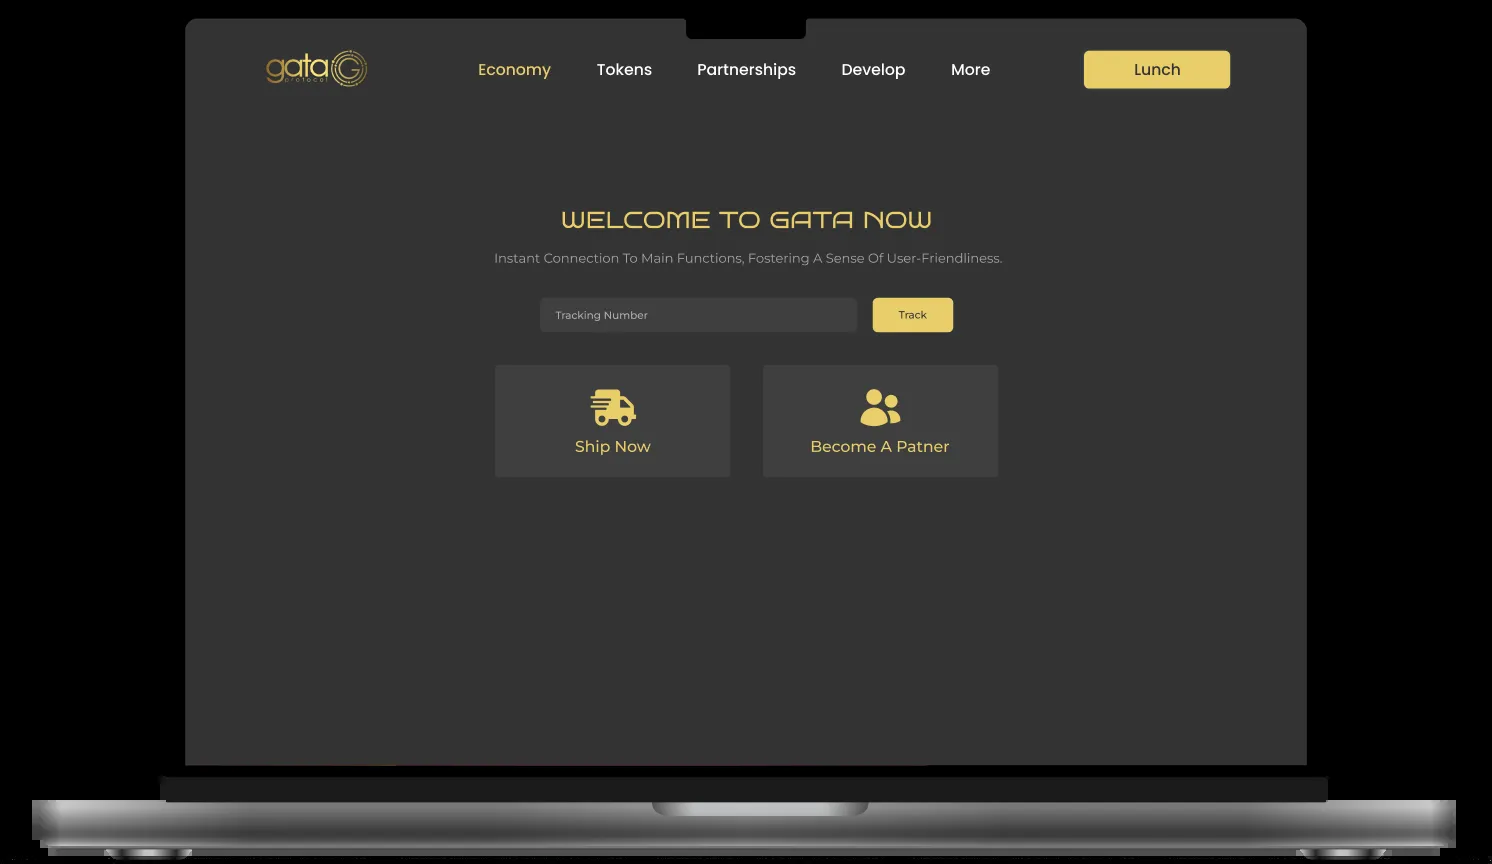 gata
protocol
Economy Tokens Partnerships Develop More Lunch
WELCOME TO GATA NOW
Instant Connection To Main Functions, Fostering A Sense Of User-Friendliness.
Tracking Number Track
Ship Now Become A Patner